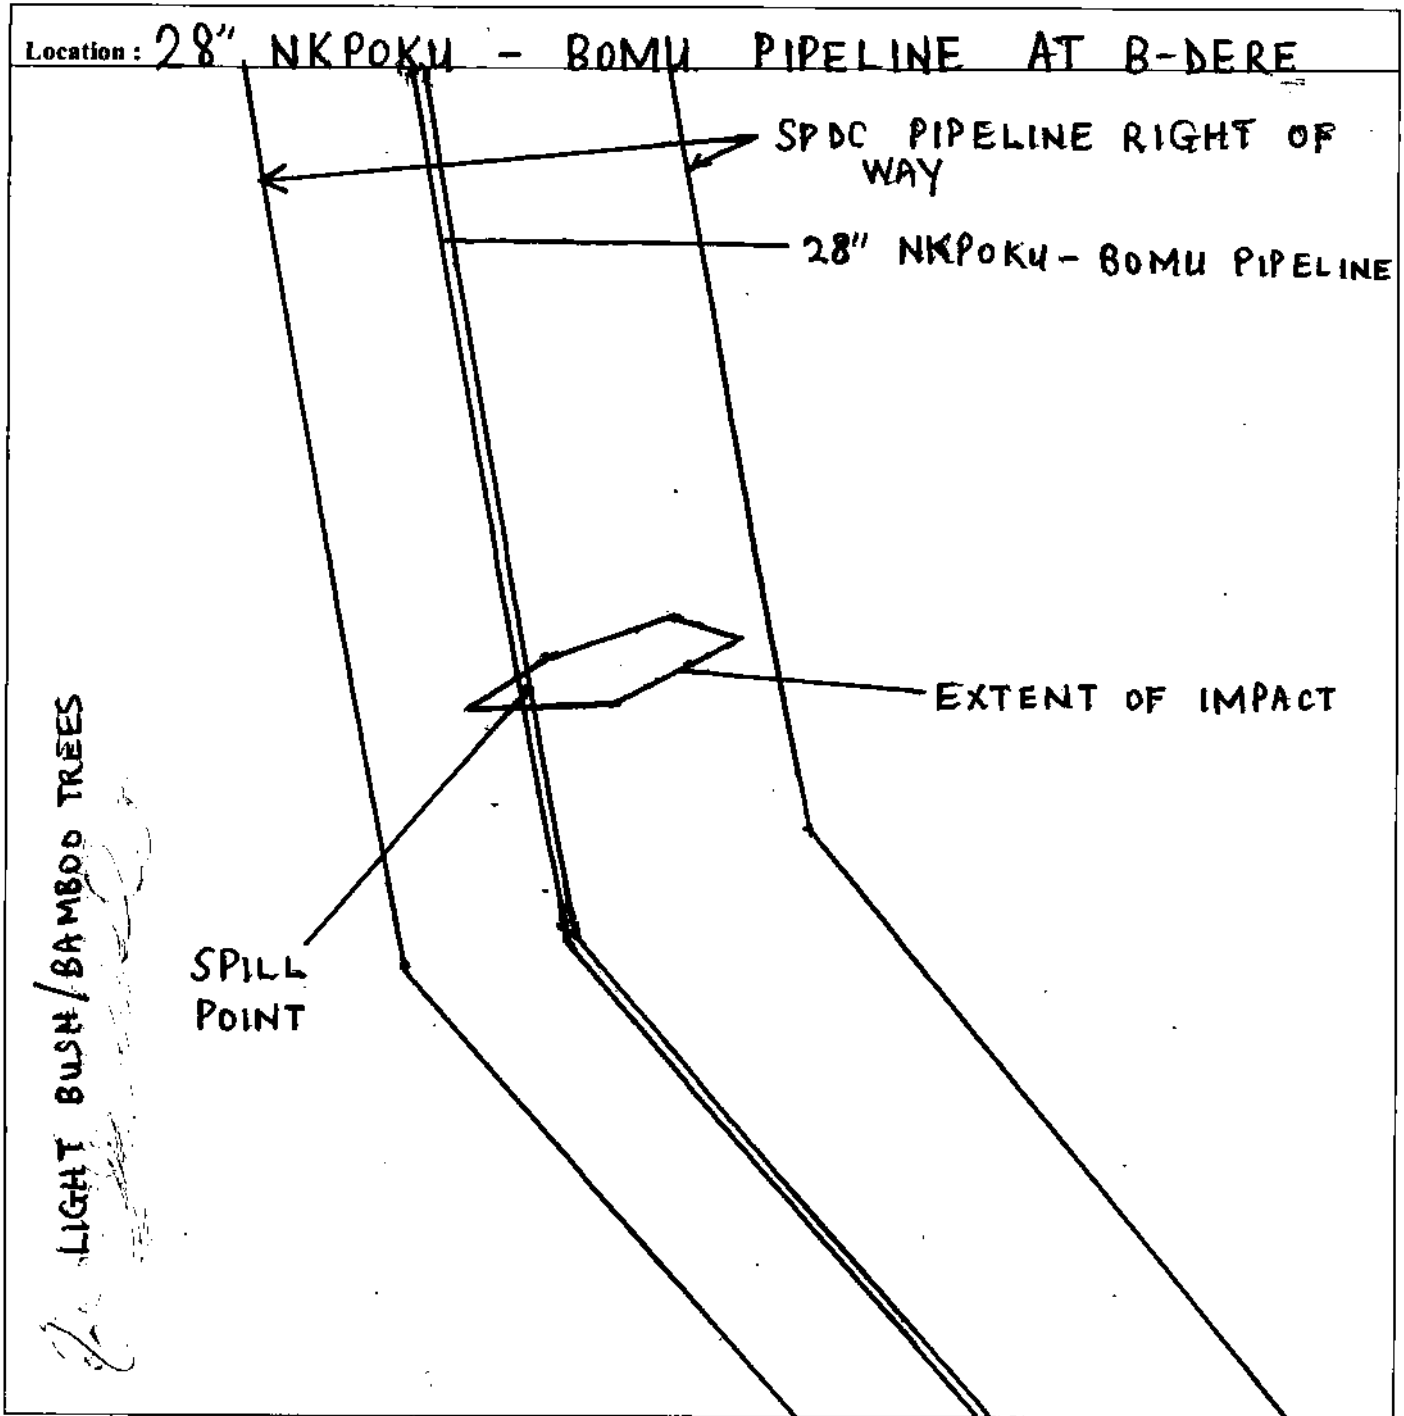 Location : 28" NKPOKU - BOMU PIPELINE AT B-DERE
SPDC PIPELINE RIGHT OF
WAY
28" NKPOKU - BOMU PIPELINE
EXTENT OF IMPACT
SPILL
POINT
LIGHT BUSH/BAMBOO TREES